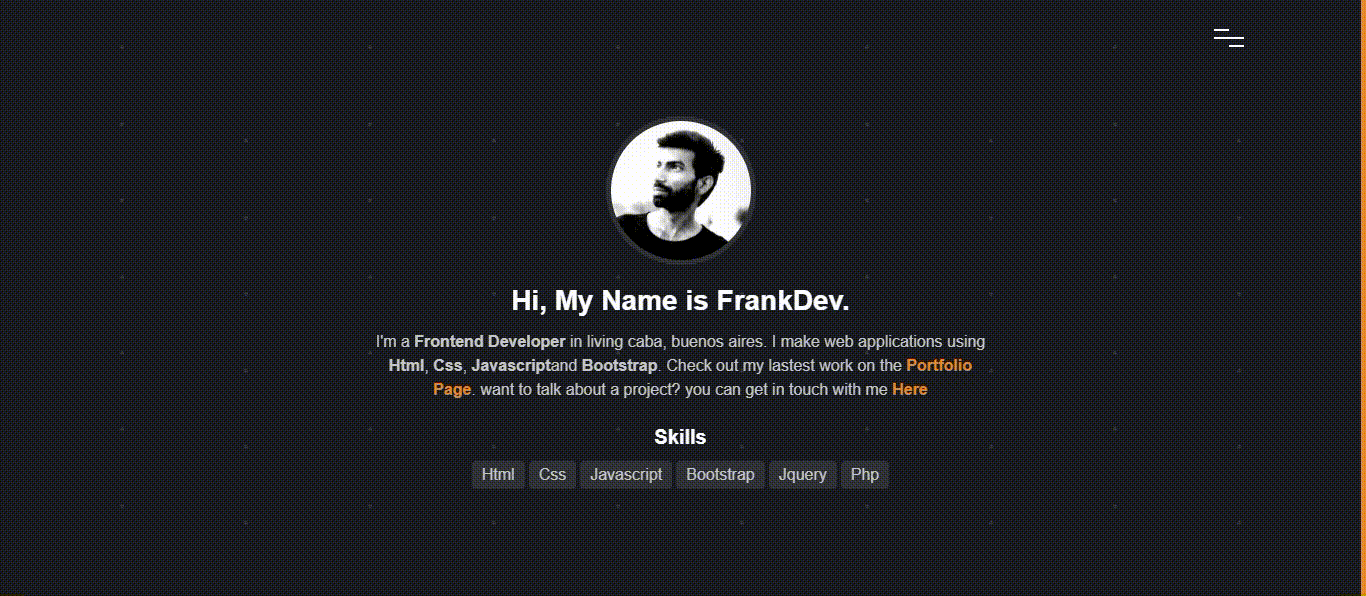 Hi, My Name is FrankDev.
I'm a Frontend Developer in living caba, buenos aires. I make web applications using
Html, Css, Javascriptand Bootstrap. Check out my lastest work on the Portfolio
Page. want to talk about a project? you can get in touch with me Here
Skills
Html Css Javascript Bootstrap Jquery Php